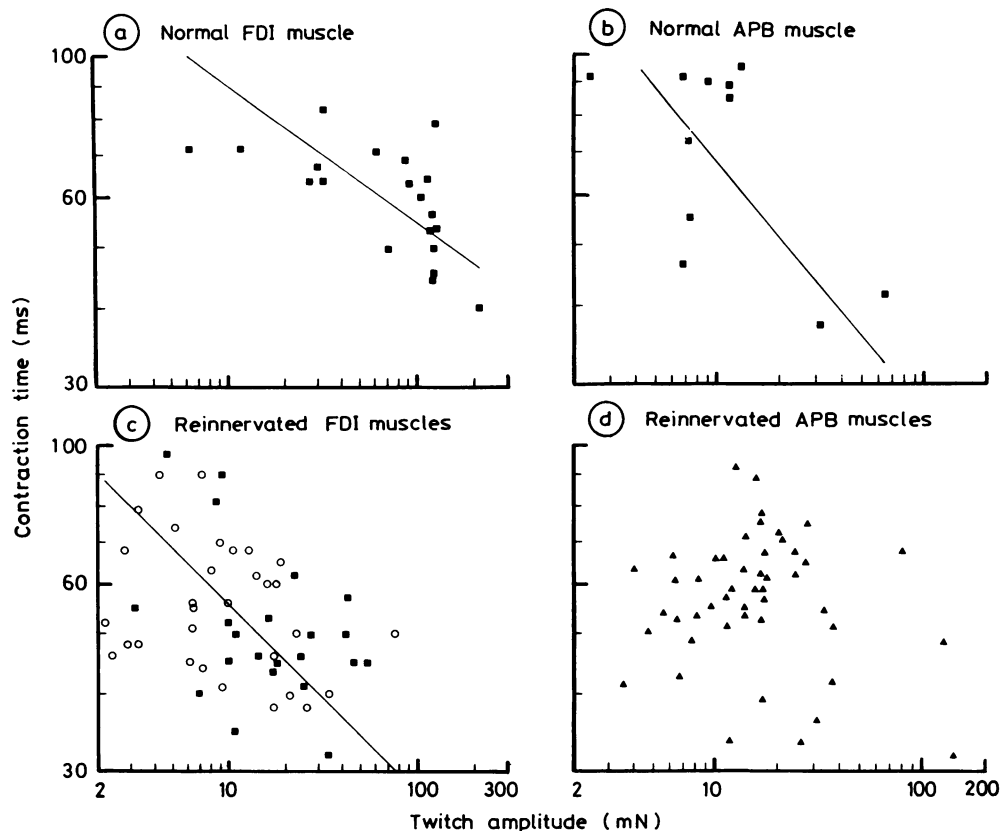 a Normal FDI muscle
b Normal APB muscle
100
60
30
c Reinnervated FDI muscles
d Reinnervated APB muscles
100
60
30
2 10 100 300
2 10 100 200
Contraction time (ms)
Twitch amplitude (mN)